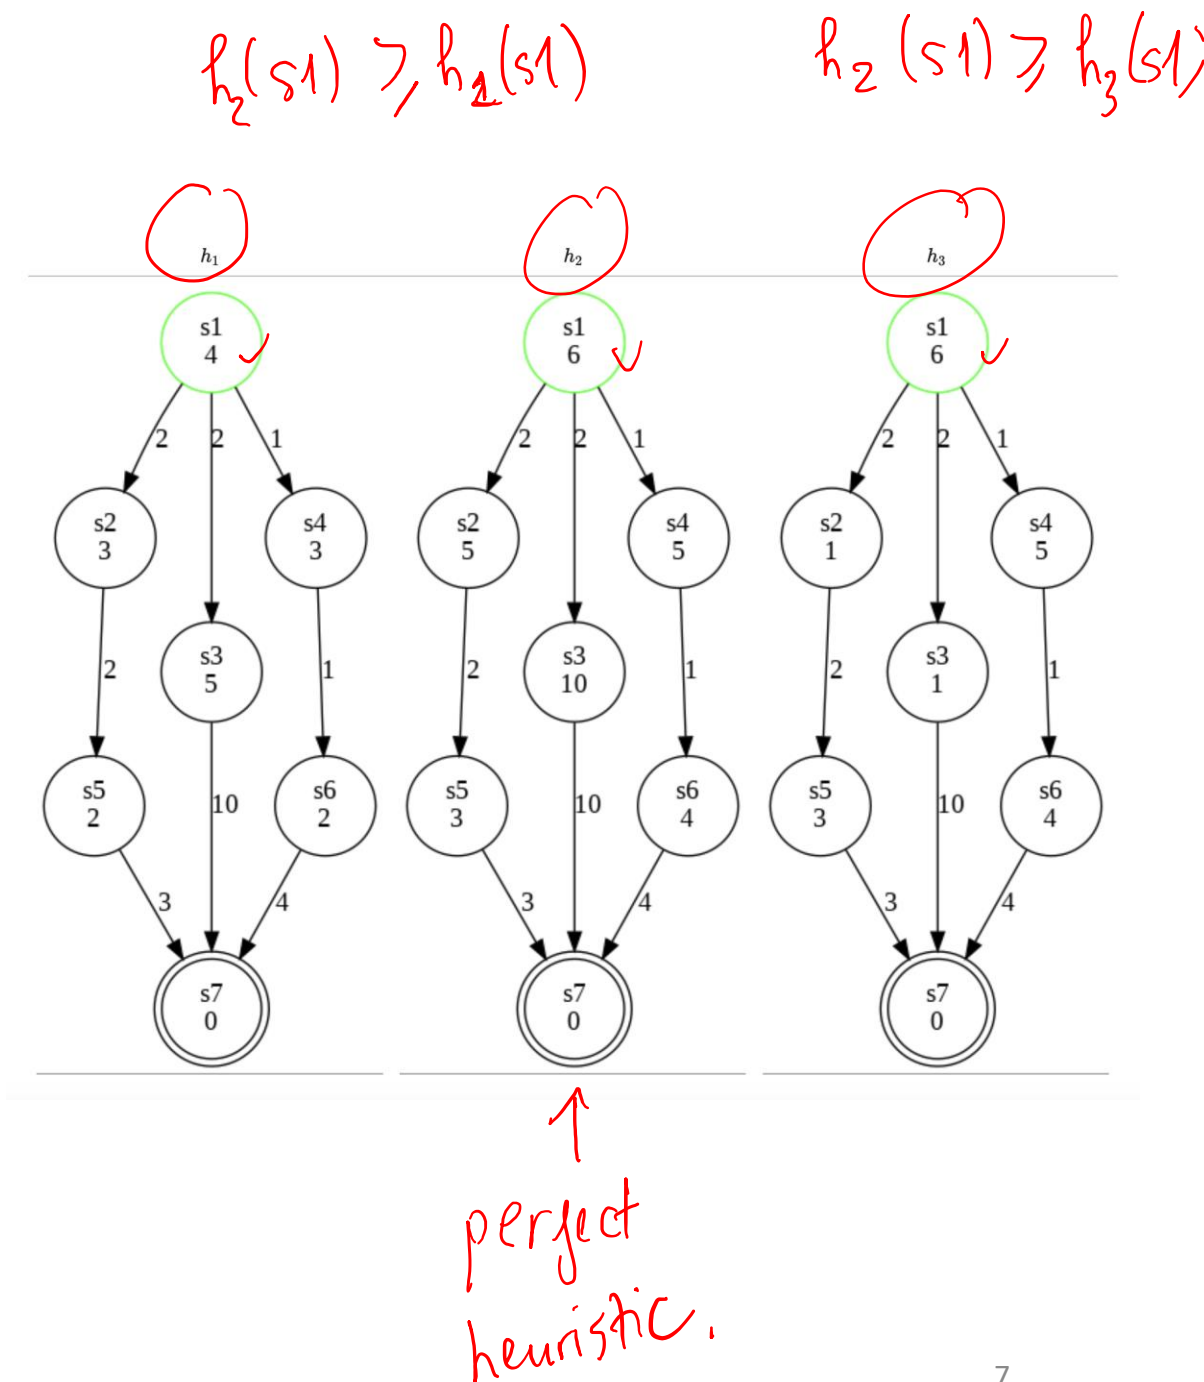 h₂(s1) ⩾ h₁(s1) h₂(s1) ⩾ h₃(s1)
h₁ h₂ h₃
s1 s1 s1
4 6 6
2 2 1 2 2 1 2 2 1
s2 s4 s2 s4 s2 s4
3 3 5 5 1 5
s3 s3 s3
5 10 1
2 1 2 1 2 1
s5 s6 s5 s6 s5 s6
2 2 3 4 3 4
10 10 10
3 4 3 4 3 4
s7 s7 s7
0 0 0
perfect
heuristic.
7